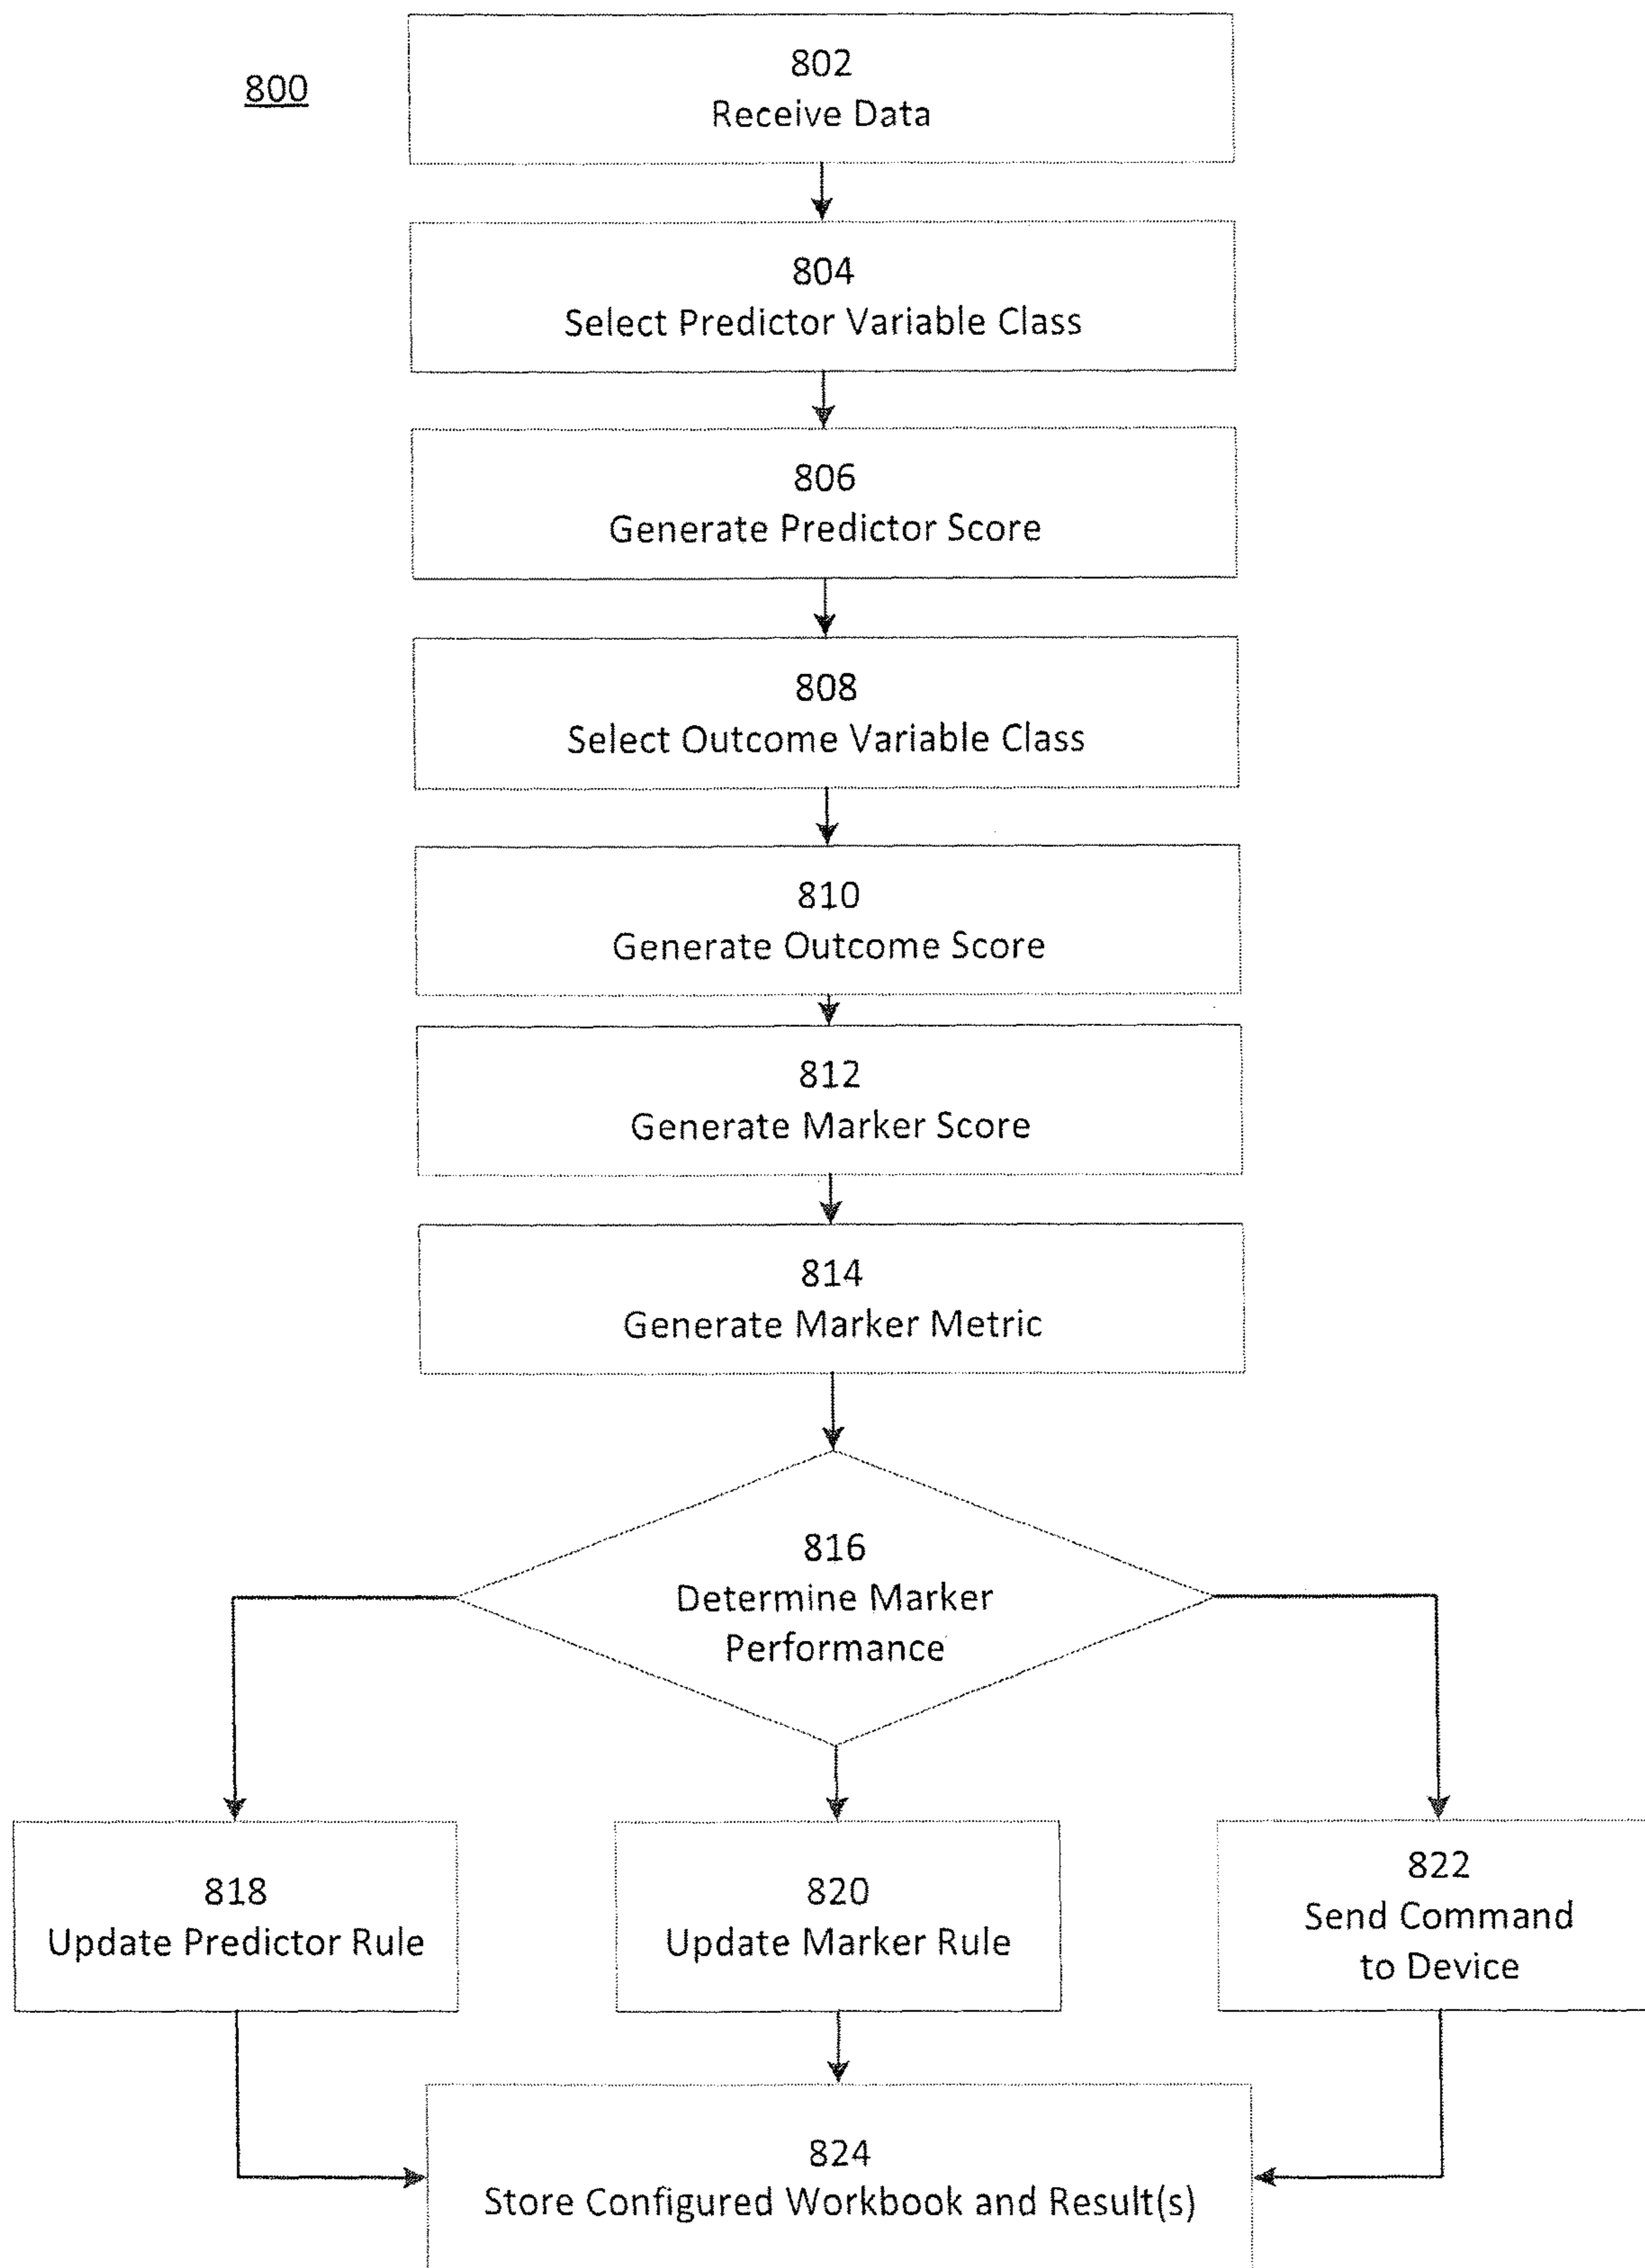 800
802
Receive Data
804
Select Predictor Variable Class
806
Generate Predictor Score
808
Select Outcome Variable Class
810
Generate Outcome Score
812
Generate Marker Score
814
Generate Marker Metric
816
Determine Marker
Performance
818
Update Predictor Rule
820
Update Marker Rule
822
Send Command
to Device
824
Store Configured Workbook and Result(s)